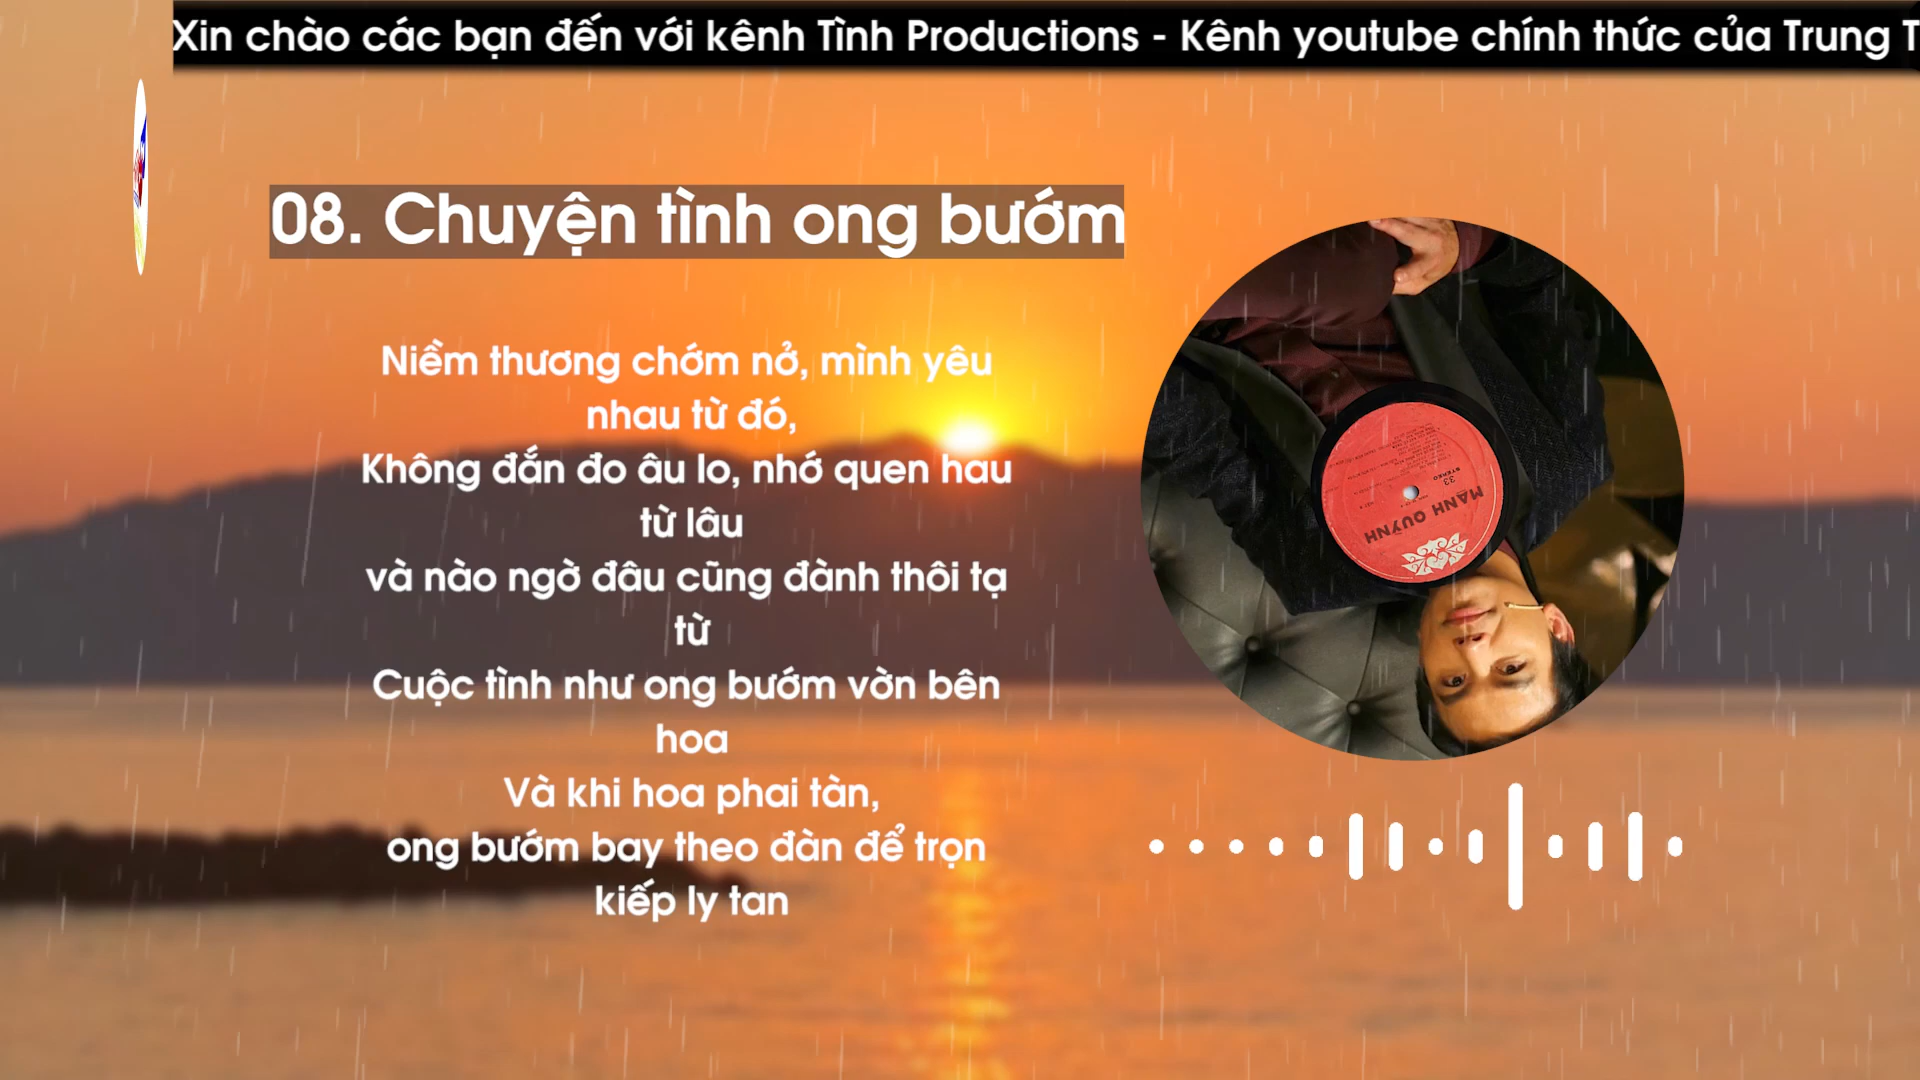 Xin chào các bạn đến với kênh Tình Productions - Kênh youtube chính thức của Trung T
08. Chuyện tình ong bướm
Niềm thương chớm nở, mình yêu
nhau từ đó,
Không đắn đo âu lo, nhớ quen hau
từ lâu
và nào ngờ đâu cũng đành thôi tạ
từ
Cuộc tình như ong bướm vờn bên
hoa
Và khi hoa phai tàn,
ong bướm bay theo đàn để trọn
kiếp ly tan
MẠNH QUỲNH
33
STEREO